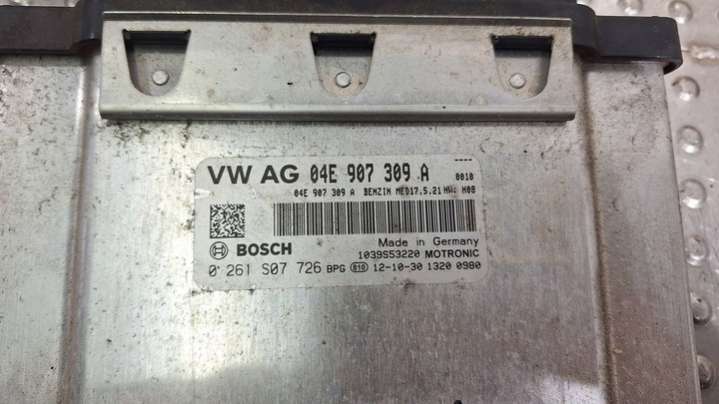 VW AG 04E 907 309 A ----
0010
04E 907 309 A BENZIN MED17.5.21 HW: H08
BOSCH
Made in Germany
1039S53220 MOTRONIC
0 261 S07 726 BPG 810 12-10-30 1320 0980